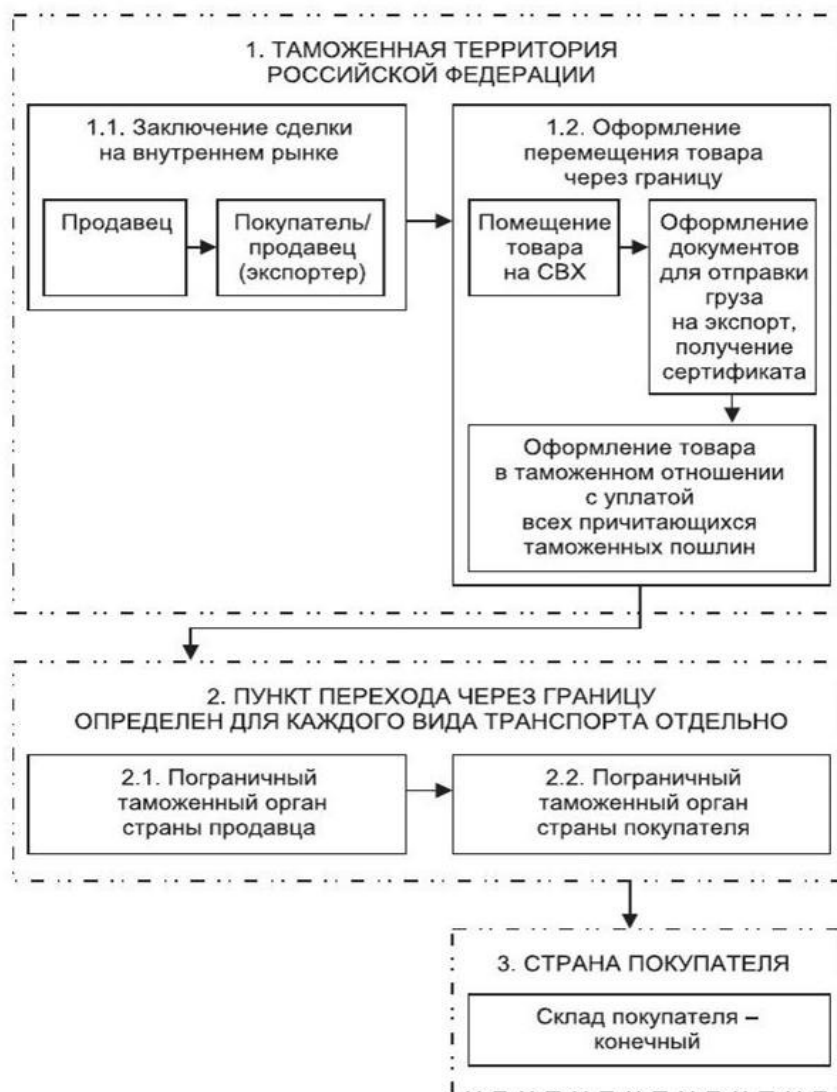 1. ТАМОЖЕННАЯ ТЕРРИТОРИЯ
РОССИЙСКОЙ ФЕДЕРАЦИИ
1.1. Заключение сделки
на внутреннем рынке
Продавец
Покупатель/
продавец
(экспортер)
1.2. Оформление
перемещения товара
через границу
Помещение
товара
на СВХ
Оформление
документов
для отправки
груза
на экспорт,
получение
сертификата
Оформление товара
в таможенном отношении
с уплатой
всех причитающихся
таможенных пошлин
2. ПУНКТ ПЕРЕХОДА ЧЕРЕЗ ГРАНИЦУ
ОПРЕДЕЛЕН ДЛЯ КАЖДОГО ВИДА ТРАНСПОРТА ОТДЕЛЬНО
2.1. Пограничный
таможенный орган
страны продавца
2.2. Пограничный
таможенный орган
страны покупателя
3. СТРАНА ПОКУПАТЕЛЯ
Склад покупателя –
конечный